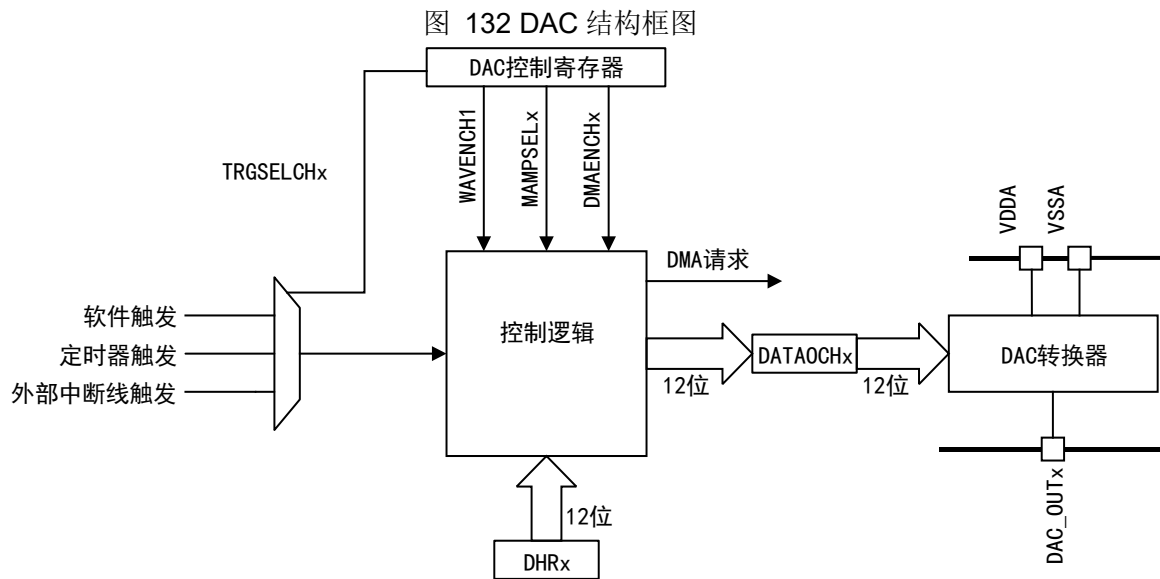 图 132 DAC 结构框图
DAC控制寄存器
TRGSELCHx
WAVENCH1
MAMPSELx
DMAENCHx
VDDA
VSSA
DMA请求
软件触发
定时器触发
外部中断线触发
控制逻辑
DATAOCHx
DAC转换器
12位
12位
12位
DHRx
DAC_OUTx